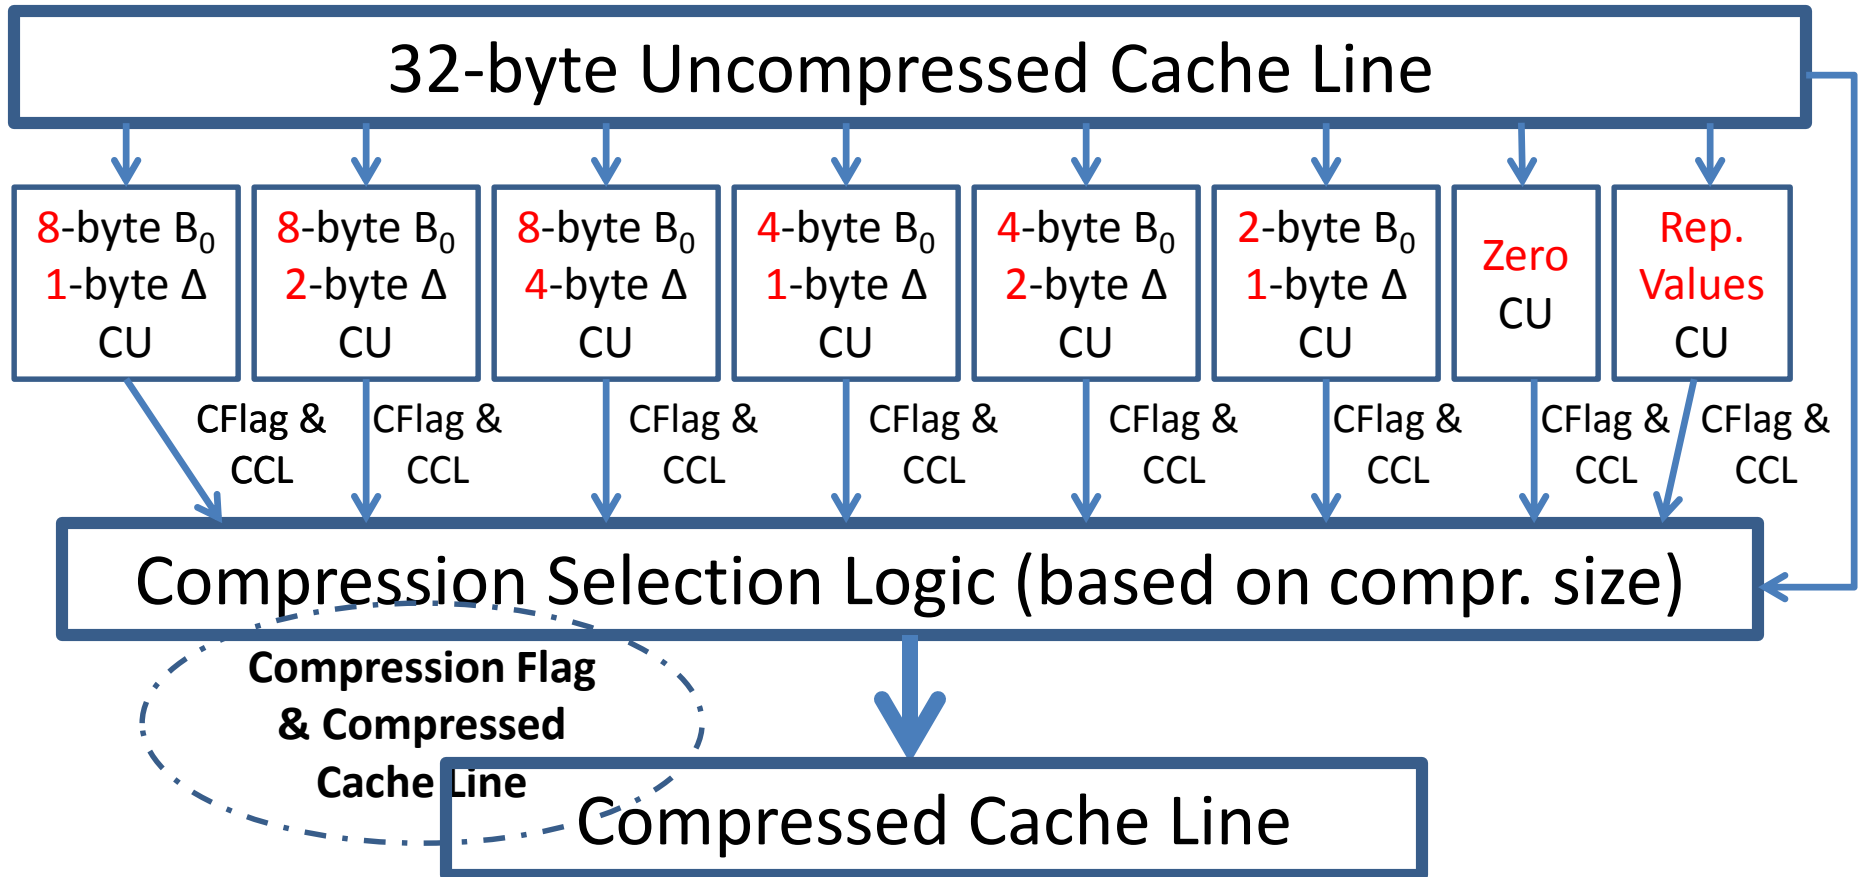 32-byte Uncompressed Cache Line
8-byte B₀
1-byte Δ
CU
8-byte B₀
2-byte Δ
CU
8-byte B₀
4-byte Δ
CU
4-byte B₀
1-byte Δ
CU
4-byte B₀
2-byte Δ
CU
2-byte B₀
1-byte Δ
CU
Zero
CU
Rep.
Values
CU
CFlag &
CCL
CFlag &
CCL
CFlag &
CCL
CFlag &
CCL
CFlag &
CCL
CFlag &
CCL
CFlag &
CCL
CFlag &
CCL
Compression Selection Logic (based on compr. size)
Compression Flag
& Compressed
Cache Line
Compressed Cache Line